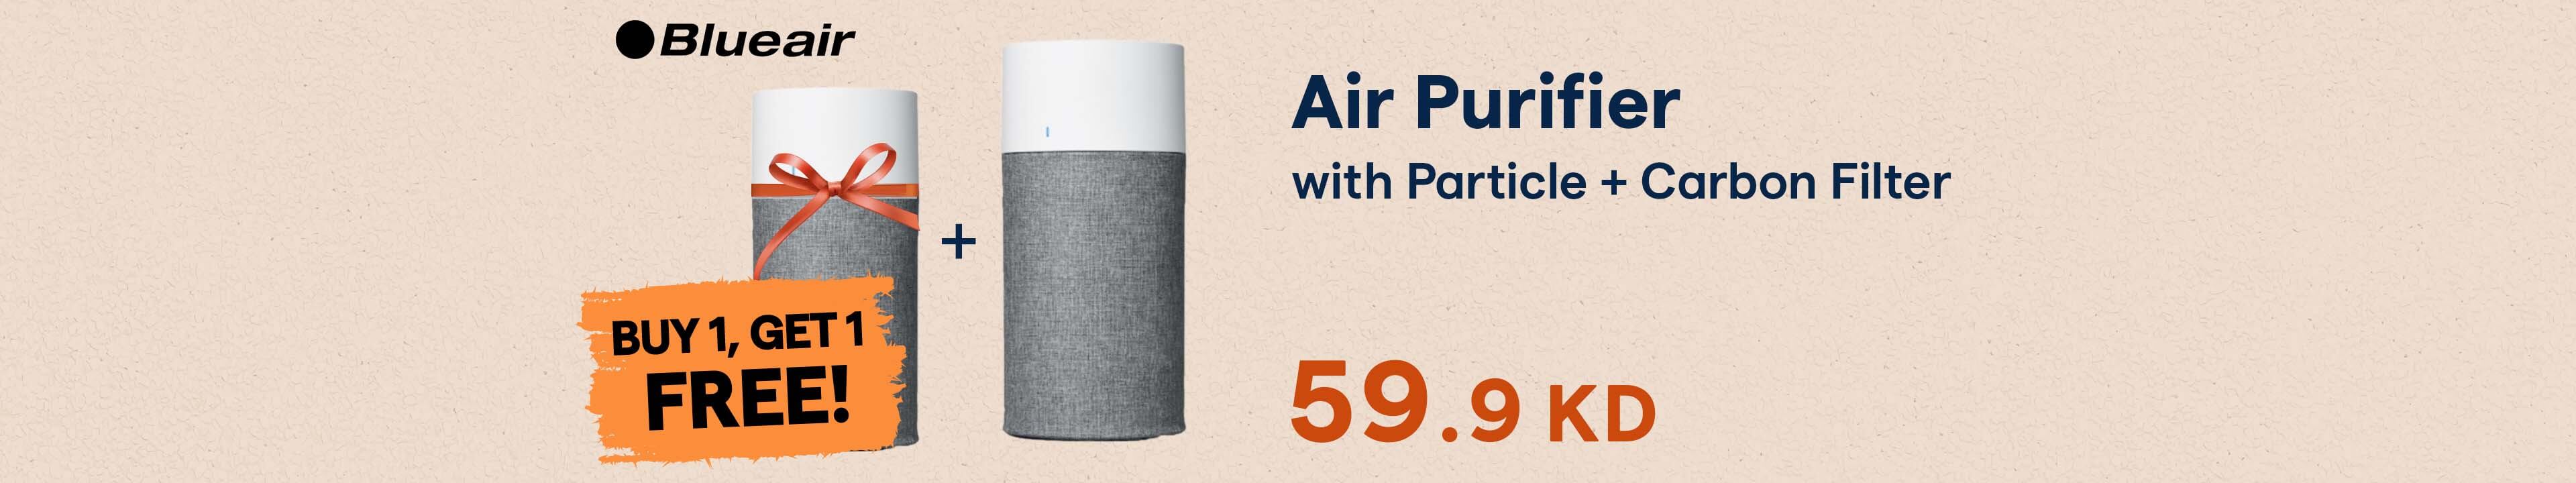 Blueair
BUY 1, GET 1
FREE!
+
Air Purifier
with Particle + Carbon Filter
59.9 KD